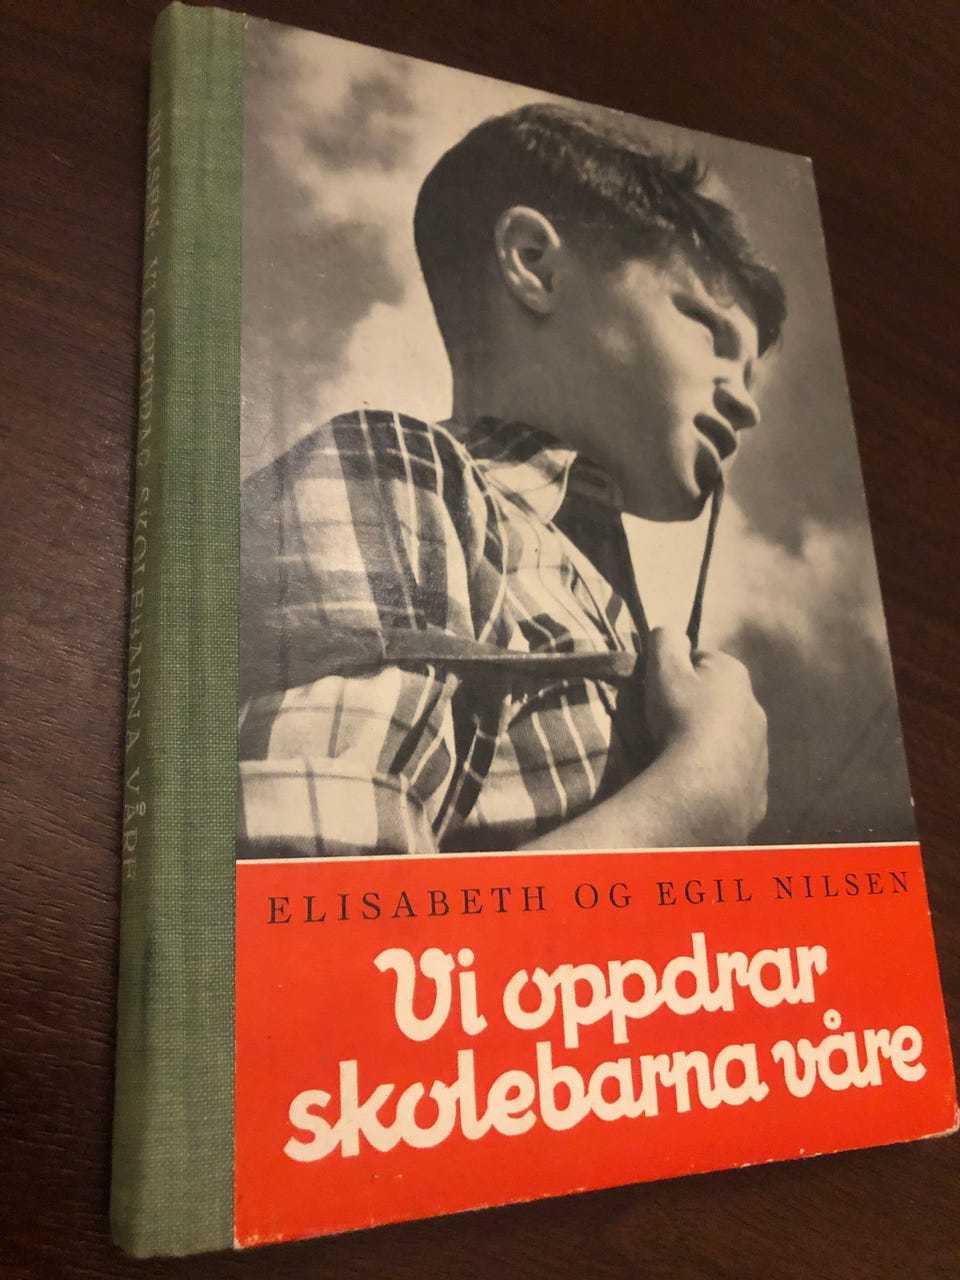 NILSEN: VI OPPDRAR SKOLEBARNA VÅRE
ELISABETH OG EGIL NILSEN
Vi oppdrar
skolebarna våre